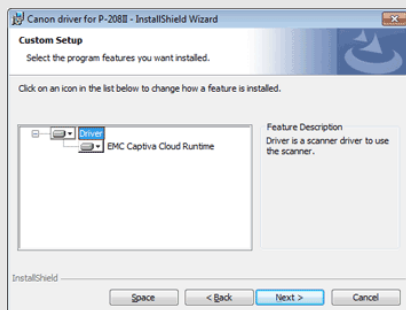 Canon driver for P-208II - InstallShield Wizard
Custom Setup
Select the program features you want installed.
Click on an icon in the list below to change how a feature is installed.
Driver
EMC Captiva Cloud Runtime
Feature Description
Driver is a scanner driver to use
the scanner.
InstallShield
Space
< Back
Next >
Cancel